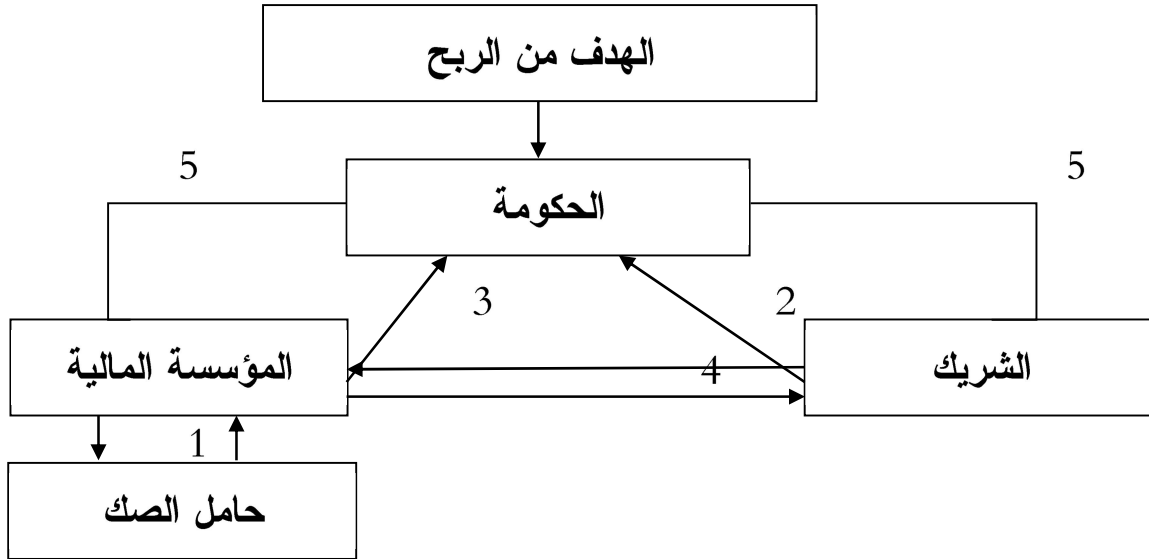 الهدف من الربح
5
5
الحكومة
3
2
المؤسسة المالية
4
الشريك
1
حامل الصك